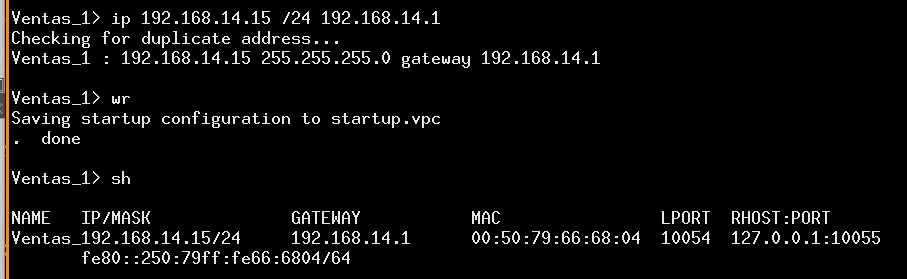 Ventas_1> ip 192.168.14.15 /24 192.168.14.1
Checking for duplicate address...
Ventas_1 : 192.168.14.15 255.255.255.0 gateway 192.168.14.1

Ventas_1> wr
Saving startup configuration to startup.vpc
.  done

Ventas_1> sh

NAME   IP/MASK              GATEWAY           MAC                LPORT  RHOST:PORT
Ventas_192.168.14.15/24     192.168.14.1      00:50:79:66:68:04  10054  127.0.0.1:10055
       fe80::250:79ff:fe66:6804/64